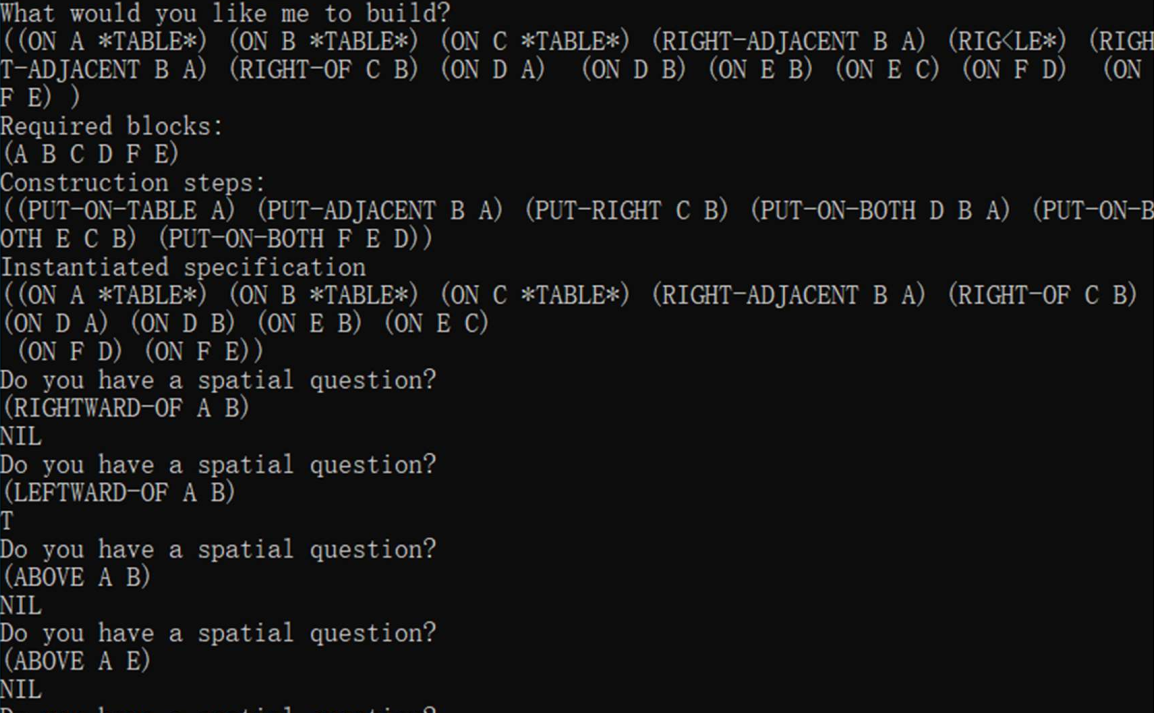 What would you like me to build?
((ON A *TABLE*) (ON B *TABLE*) (ON C *TABLE*) (RIGHT-ADJACENT B A) (RIG<LE*) (RIGH
T-ADJACENT B A) (RIGHT-OF C B) (ON D A)  (ON D B) (ON E B) (ON E C) (ON F D)  (ON
F E) )
Required blocks:
(A B C D F E)
Construction steps:
((PUT-ON-TABLE A) (PUT-ADJACENT B A) (PUT-RIGHT C B) (PUT-ON-BOTH D B A) (PUT-ON-B
OTH E C B) (PUT-ON-BOTH F E D))
Instantiated specification
((ON A *TABLE*) (ON B *TABLE*) (ON C *TABLE*) (RIGHT-ADJACENT B A) (RIGHT-OF C B)
(ON D A) (ON D B) (ON E B) (ON E C)
 (ON F D) (ON F E))
Do you have a spatial question?
(RIGHTWARD-OF A B)
NIL
Do you have a spatial question?
(LEFTWARD-OF A B)
T
Do you have a spatial question?
(ABOVE A B)
NIL
Do you have a spatial question?
(ABOVE A E)
NIL